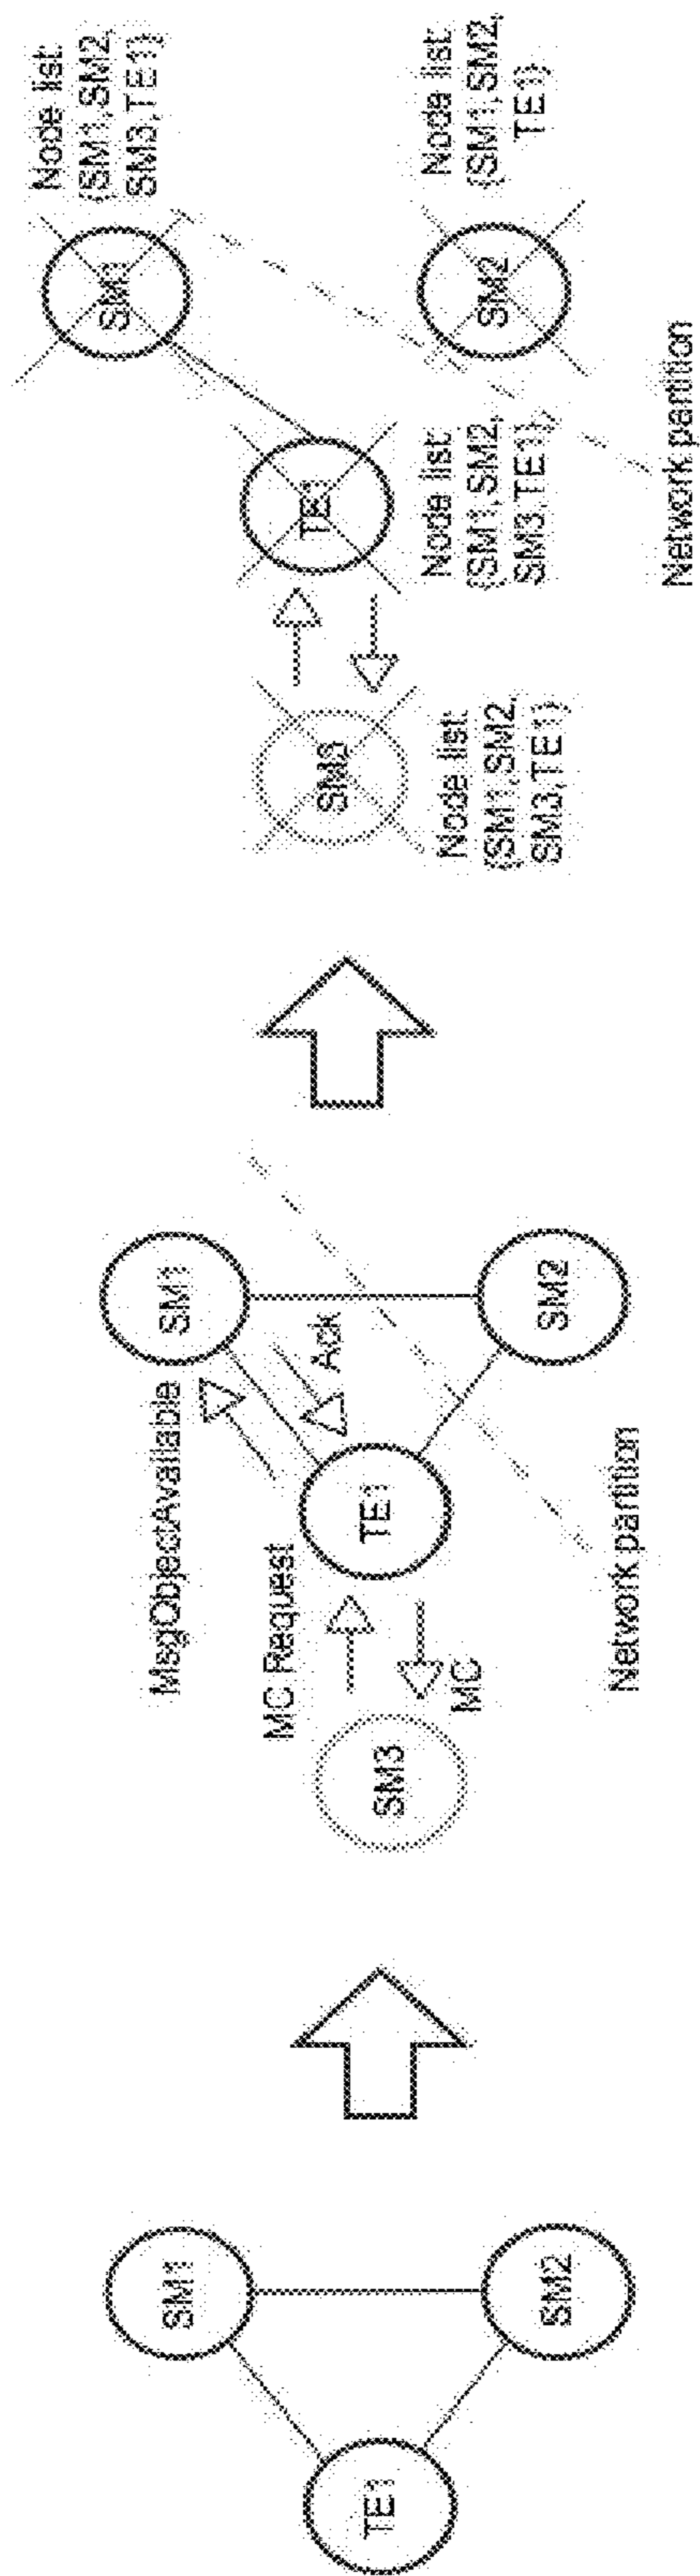 SM1
TE1
SM2
MsgObjectAvailable
SM1
MC Request
Ack
SM3
TE1
MC
SM2
Network partition
SM1
Node list:
{SM1,SM2,
SM3,TE1}
SM3
TE1
SM2
Node list:
{SM1,SM2,
SM3,TE1}
Node list:
{SM1,SM2,
SM3,TE1}
Node list:
{SM1,SM2,
TE1}
Network partition